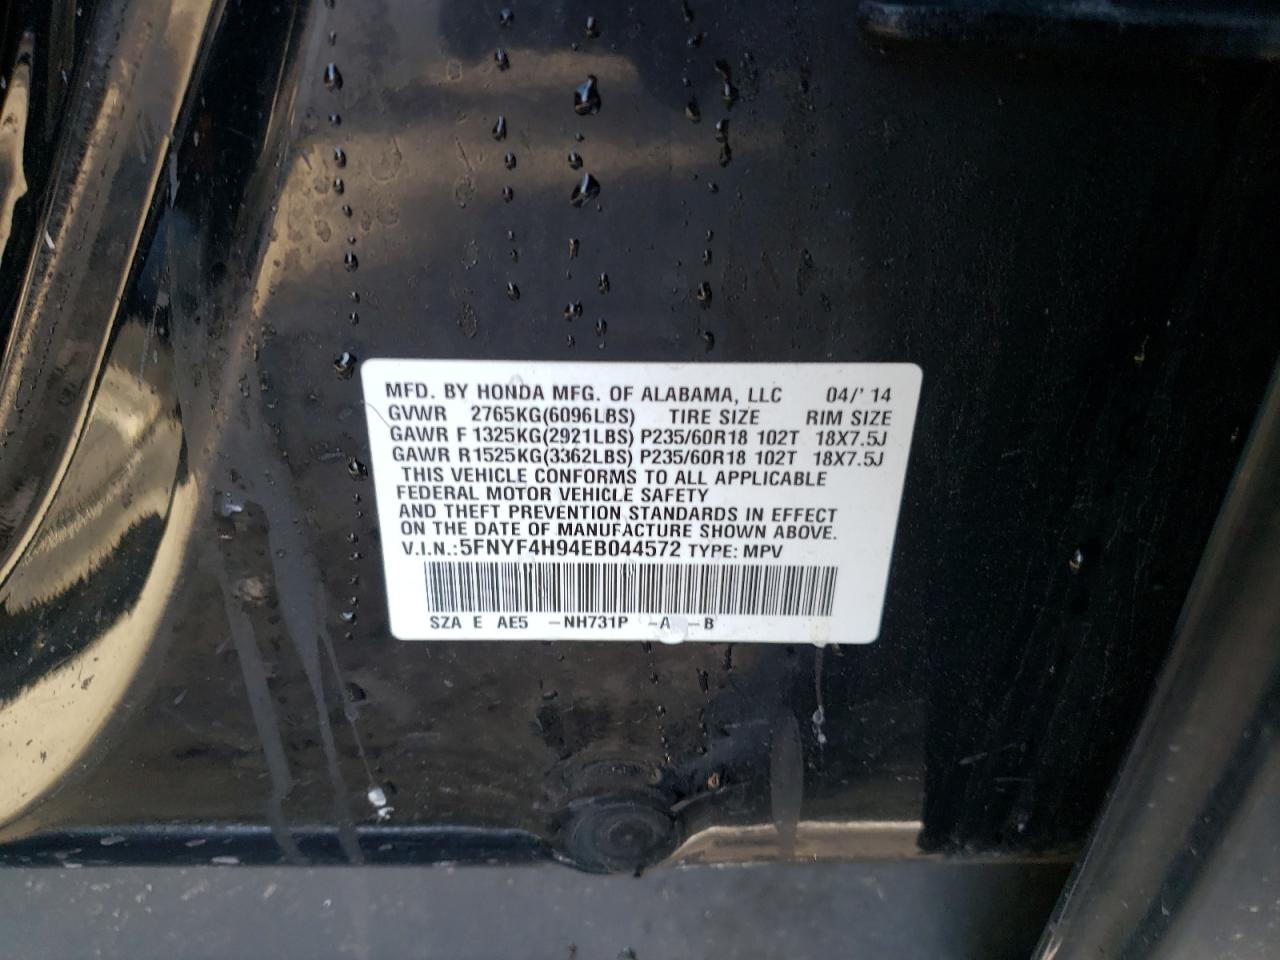 MFD. BY HONDA MFG. OF ALABAMA, LLC 04/'14
GVWR 2765KG(6096LBS) TIRE SIZE RIM SIZE
GAWR F 1325KG(2921LBS) P235/60R18 102T 18X7.5J
GAWR R1525KG(3362LBS) P235/60R18 102T 18X7.5J
THIS VEHICLE CONFORMS TO ALL APPLICABLE
FEDERAL MOTOR VEHICLE SAFETY
AND THEFT PREVENTION STANDARDS IN EFFECT
ON THE DATE OF MANUFACTURE SHOWN ABOVE.
V.I.N.:5FNYF4H94EB044572 TYPE: MPV
SZA E AE5 -NH731P -A -B